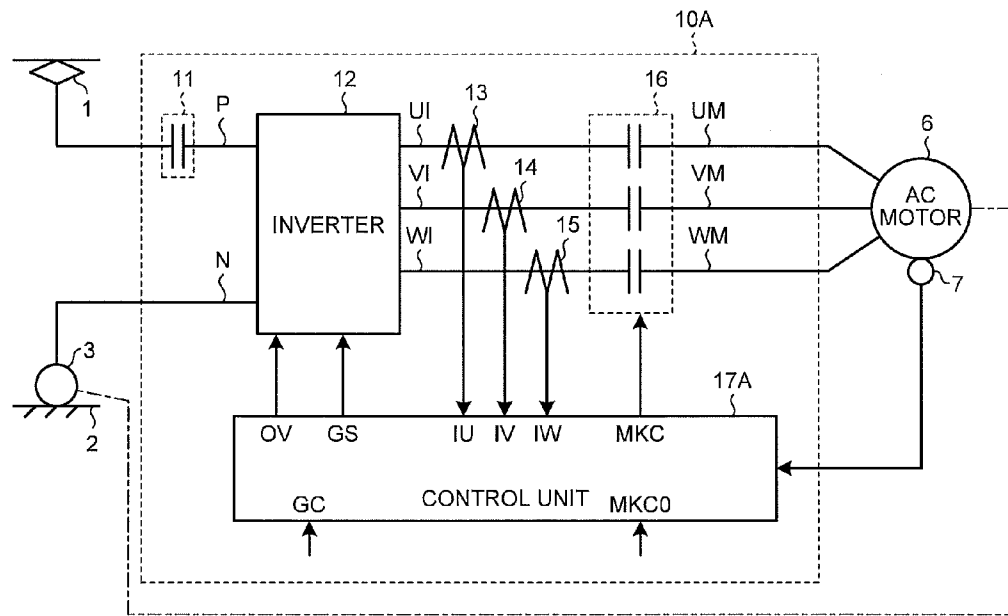 10A
1
11
P
12
UI
13
16
UM
6
VI
14
VM
AC
MOTOR
INVERTER
WI
15
WM
N
7
3
17A
2
OV GS IU IV IW MKC
CONTROL UNIT
GC MKC0